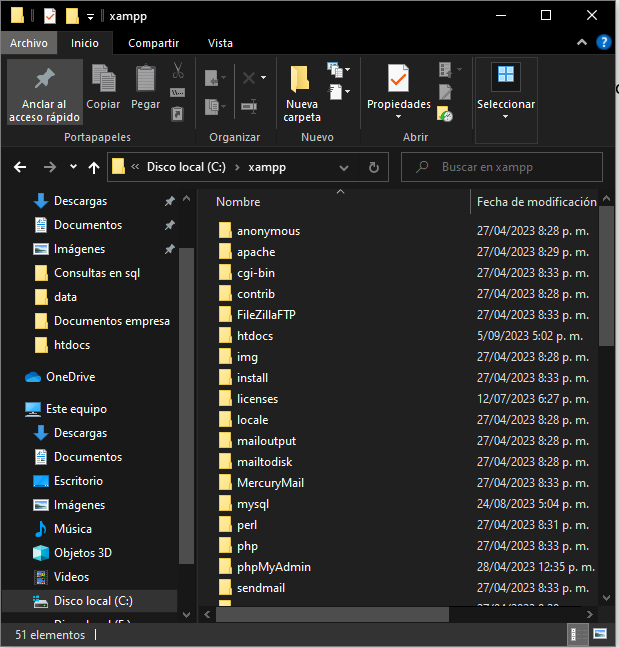 xampp
Archivo Inicio Compartir Vista
Anclar al acceso rápido
Copiar
Pegar
Nueva carpeta
Propiedades
Seleccionar
Portapapeles Organizar Nuevo Abrir
Disco local (C:) xampp
Buscar en xampp
Descargas
Documentos
Imágenes
Consultas en sql
data
Documentos empresa
htdocs
OneDrive
Este equipo
Descargas
Documentos
Escritorio
Imágenes
Música
Objetos 3D
Videos
Disco local (C:)
Nombre Fecha de modificación
anonymous 27/04/2023 8:28 p. m.
apache 27/04/2023 8:29 p. m.
cgi-bin 27/04/2023 8:33 p. m.
contrib 27/04/2023 8:28 p. m.
FileZillaFTP 27/04/2023 8:33 p. m.
htdocs 5/09/2023 5:02 p. m.
img 27/04/2023 8:28 p. m.
install 27/04/2023 8:33 p. m.
licenses 12/07/2023 6:27 p. m.
locale 27/04/2023 8:28 p. m.
mailoutput 27/04/2023 8:28 p. m.
mailtodisk 27/04/2023 8:28 p. m.
MercuryMail 27/04/2023 8:33 p. m.
mysql 24/08/2023 5:04 p. m.
perl 27/04/2023 8:31 p. m.
php 27/04/2023 8:33 p. m.
phpMyAdmin 28/04/2023 12:35 p. m.
sendmail 27/04/2023 8:33 p. m.
51 elementos